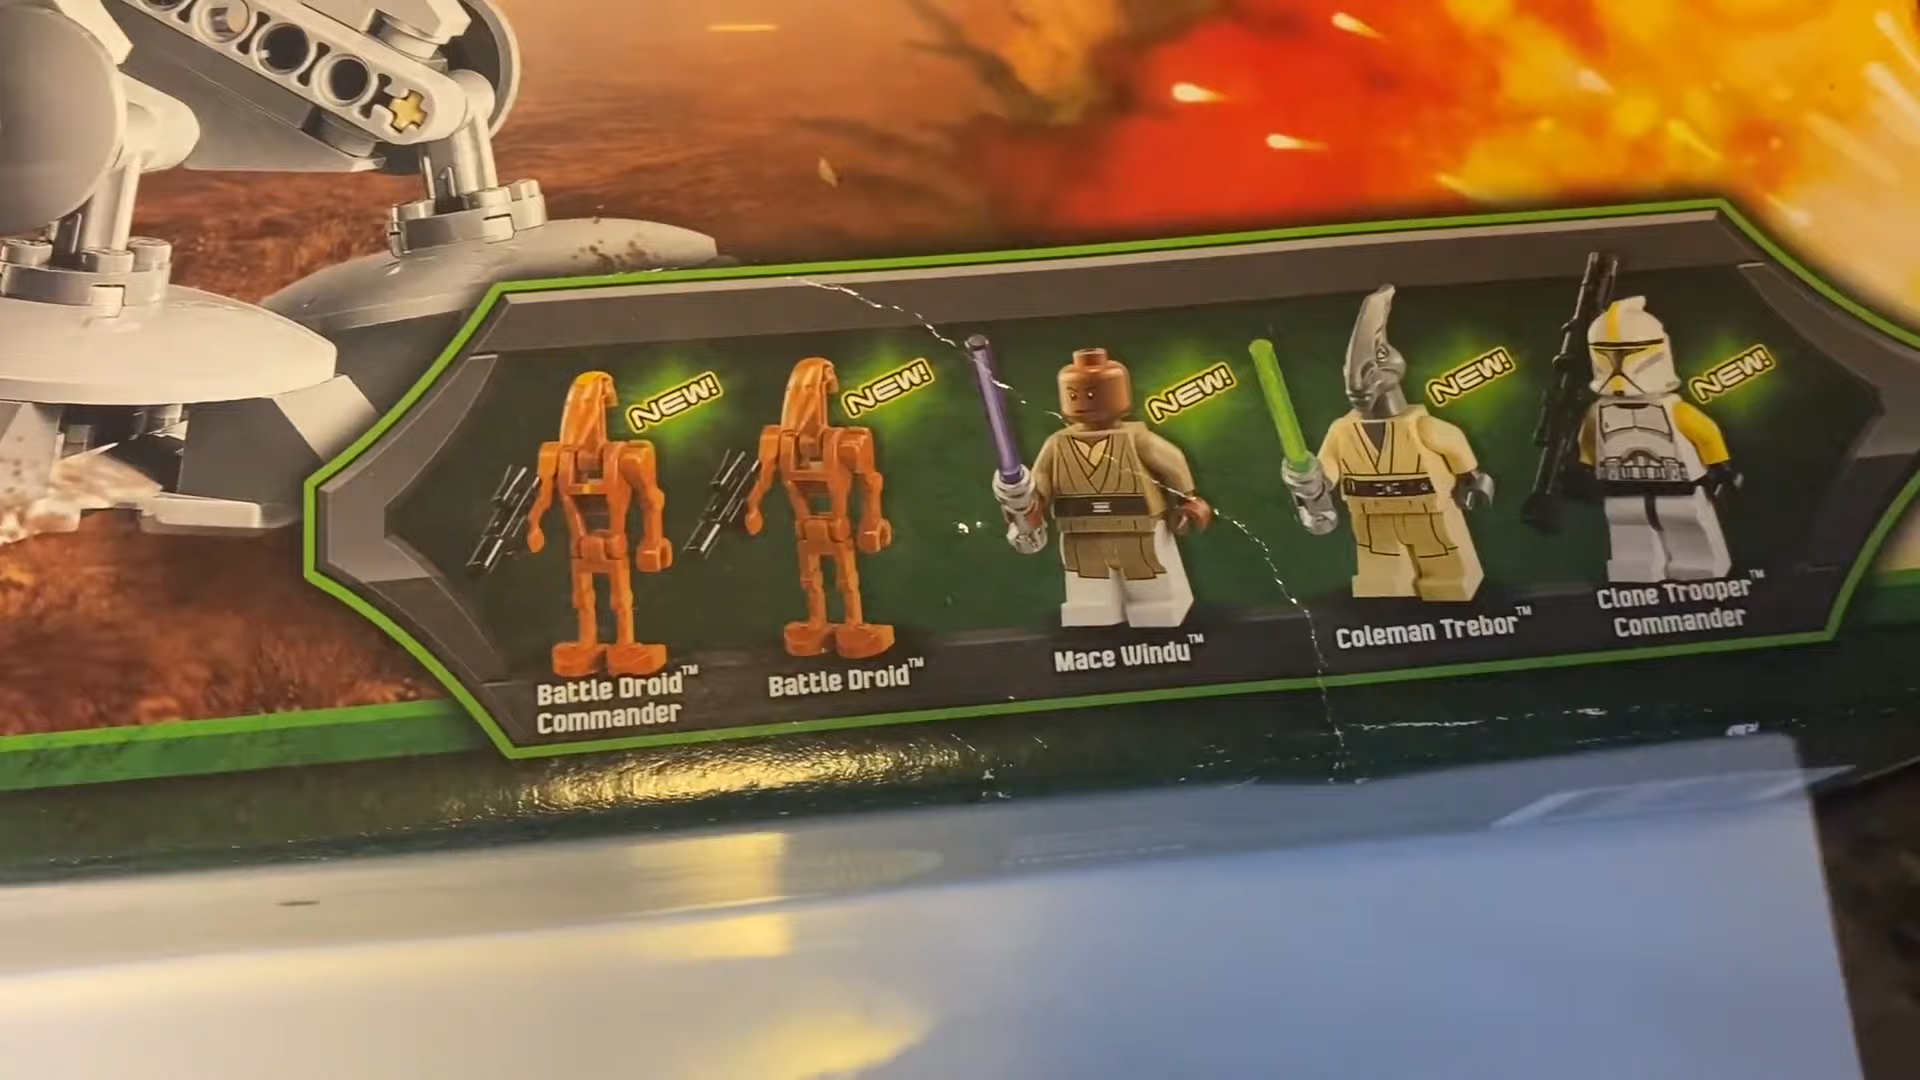 NEW!
NEW!
NEW!
NEW!
NEW!
Battle Droid™
Commander
Battle Droid™
Mace Windu™
Coleman Trebor™
Clone Trooper™
Commander